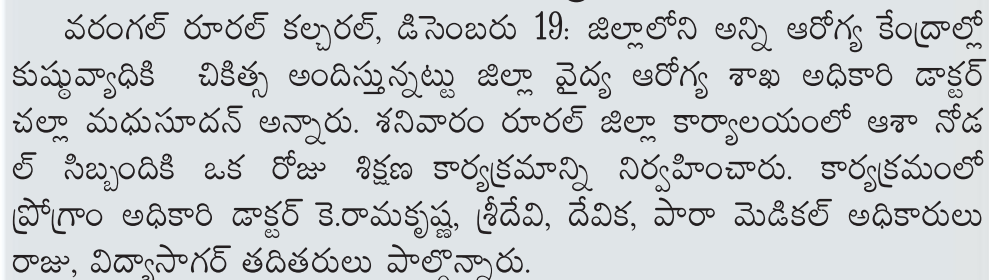 వరంగల్ రూరల్ కల్చరల్, డిసెంబరు 19: జిల్లాలోని అన్ని ఆరోగ్య కేంద్రాల్లో
కుష్ఠువ్యాధికి చికిత్స అందిస్తున్నట్టు జిల్లా వైద్య ఆరోగ్య శాఖ అధికారి డాక్టర్
చల్లా మధుసూదన్ అన్నారు. శనివారం రూరల్ జిల్లా కార్యాలయంలో ఆశా నోడ
ల్ సిబ్బందికి ఒక రోజు శిక్షణ కార్యక్రమాన్ని నిర్వహించారు. కార్యక్రమంలో
ప్రోగ్రాం అధికారి డాక్టర్ కె.రామకృష్ణ, శ్రీదేవి, దేవిక, పారా మెడికల్ అధికారులు
రాజు, విద్యాసాగర్ తదితరులు పాల్గొన్నారు.